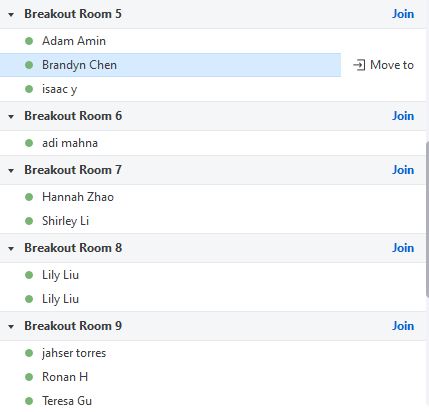 Breakout Room 5 Join
Adam Amin
Brandyn Chen Move to
isaac y
Breakout Room 6 Join
adi mahna
Breakout Room 7 Join
Hannah Zhao
Shirley Li
Breakout Room 8 Join
Lily Liu
Lily Liu
Breakout Room 9 Join
jahser torres
Ronan H
Teresa Gu